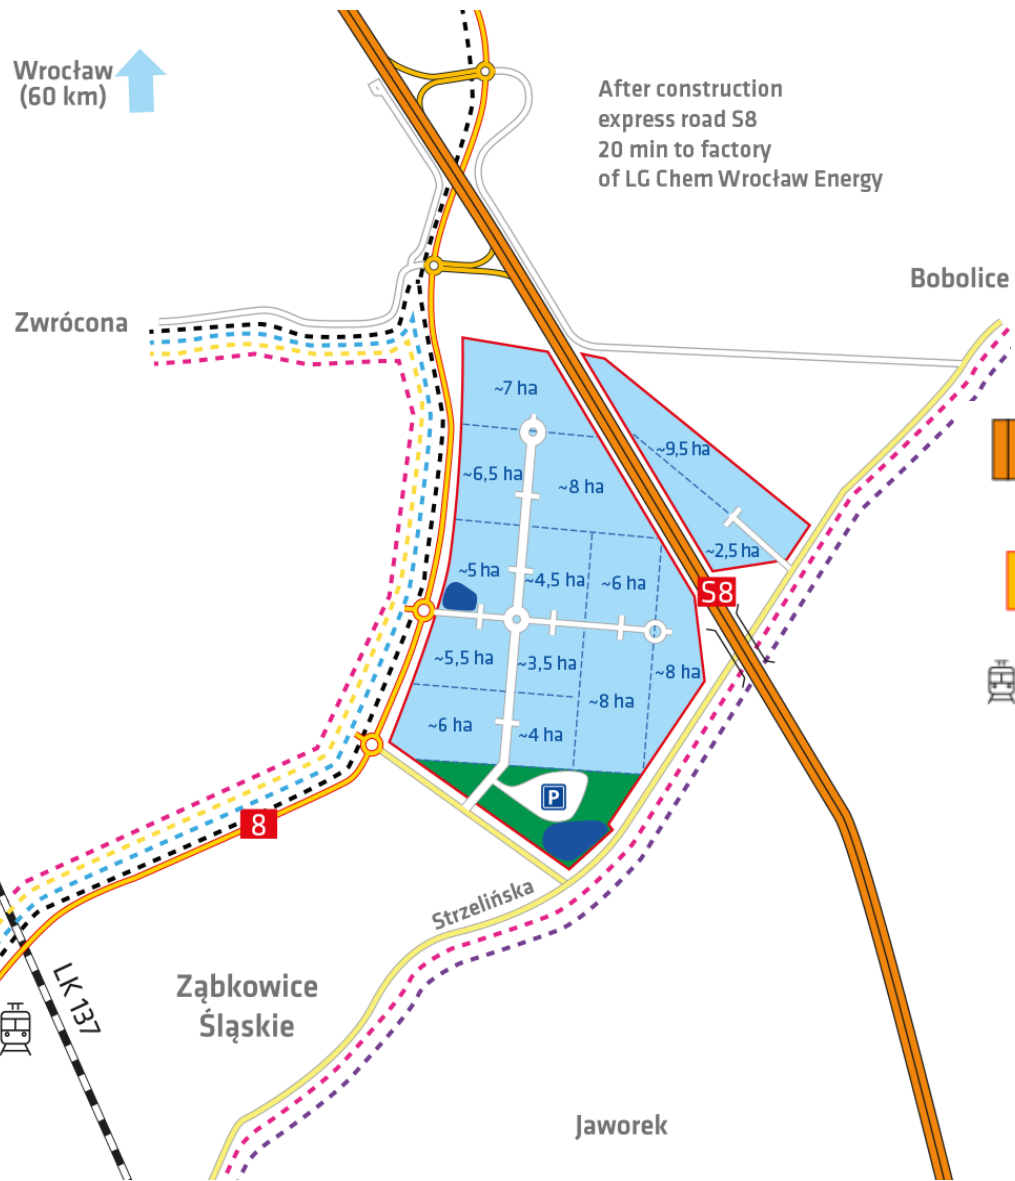 Wrocław
(60 km)
After construction
express road S8
20 min to factory
of LG Chem Wrocław Energy
Bobolice
Zwrócona
~7 ha
~9,5 ha
~6,5 ha
~8 ha
~2,5 ha
~5 ha
~4,5 ha
~6 ha
S8
~5,5 ha
~3,5 ha
~8 ha
~8 ha
~6 ha
~4 ha
P
8
Strzelińska
LK 137
Ząbkowice
Śląskie
Jaworek